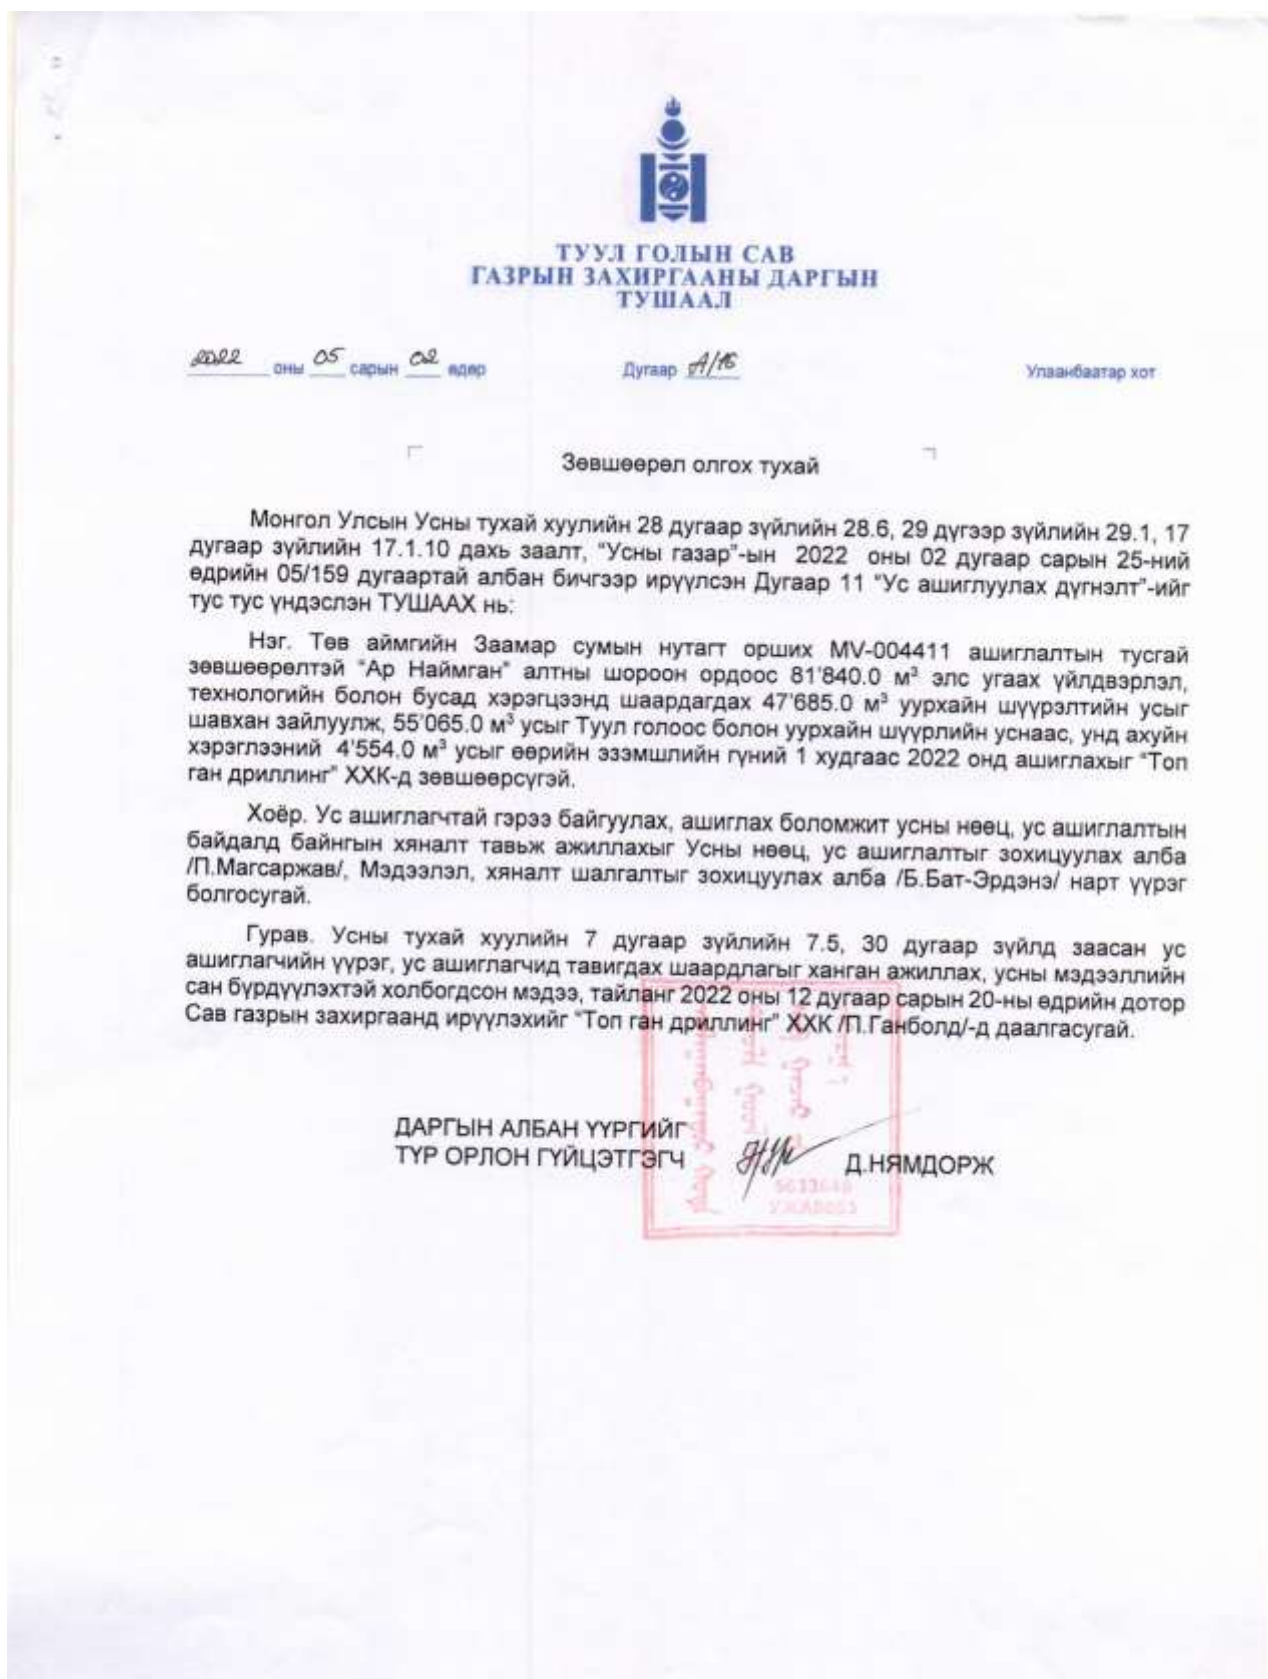 ТУУЛ ГОЛЫН САВ
ГАЗРЫН ЗАХИРГААНЫ ДАРГЫН
ТУШААЛ
2022 оны 05 сарын 02 өдөр Дугаар А/16 Улаанбаатар хот
Зөвшөөрөл олгох тухай
Монгол Улсын Усны тухай хуулийн 28 дугаар зүйлийн 28.6, 29 дүгээр зүйлийн 29.1, 17
дугаар зүйлийн 17.1.10 дахь заалт, “Усны газар”-ын 2022 оны 02 дугаар сарын 25-ний
өдрийн 05/159 дугаартай албан бичгээр ирүүлсэн Дугаар 11 “Ус ашиглуулах дүгнэлт”-ийг
тус тус үндэслэн ТУШААХ нь:
Нэг. Төв аймгийн Заамар сумын нутагт орших MV-004411 ашиглалтын тусгай
зөвшөөрөлтэй “Ар Наймган” алтны шороон ордоос 81’840.0 м³ элс угаах үйлдвэрлэл,
технологийн болон бусад хэрэгцээнд шаардагдах 47’685.0 м³ уурхайн шүүрэлтийн усыг
шавхан зайлуулж, 55’065.0 м³ усыг Туул голоос болон уурхайн шүүрлийн уснаас, унд ахуйн
хэрэглээний 4’554.0 м³ усыг өөрийн эзэмшлийн гүний 1 худгаас 2022 онд ашиглахыг “Топ
ган дриллинг” ХХК-д зөвшөөрсүгэй.
Хоёр. Ус ашиглагчтай гэрээ байгуулах, ашиглах боломжит усны нөөц, ус ашиглалтын
байдалд байнгын хяналт тавьж ажиллахыг Усны нөөц, ус ашиглалтыг зохицуулах алба
/П.Магсаржав/, Мэдээлэл, хяналт шалгалтыг зохицуулах алба /Б.Бат-Эрдэнэ/ нарт үүрэг
болгосугай.
Гурав. Усны тухай хуулийн 7 дугаар зүйлийн 7.5, 30 дугаар зүйлд заасан ус
ашиглагчийн үүрэг, ус ашиглагчид тавигдах шаардлагыг ханган ажиллах, усны мэдээллийн
сан бүрдүүлэхтэй холбогдсон мэдээ, тайланг 2022 оны 12 дугаар сарын 20-ны өдрийн дотор
Сав газрын захиргаанд ирүүлэхийг “Топ ган дриллинг” ХХК /П.Ганболд/-д даалгасугай.
ДАРГЫН АЛБАН ҮҮРГИЙГ
ТҮР ОРЛОН ГҮЙЦЭТГЭГЧ Д.НЯМДОРЖ